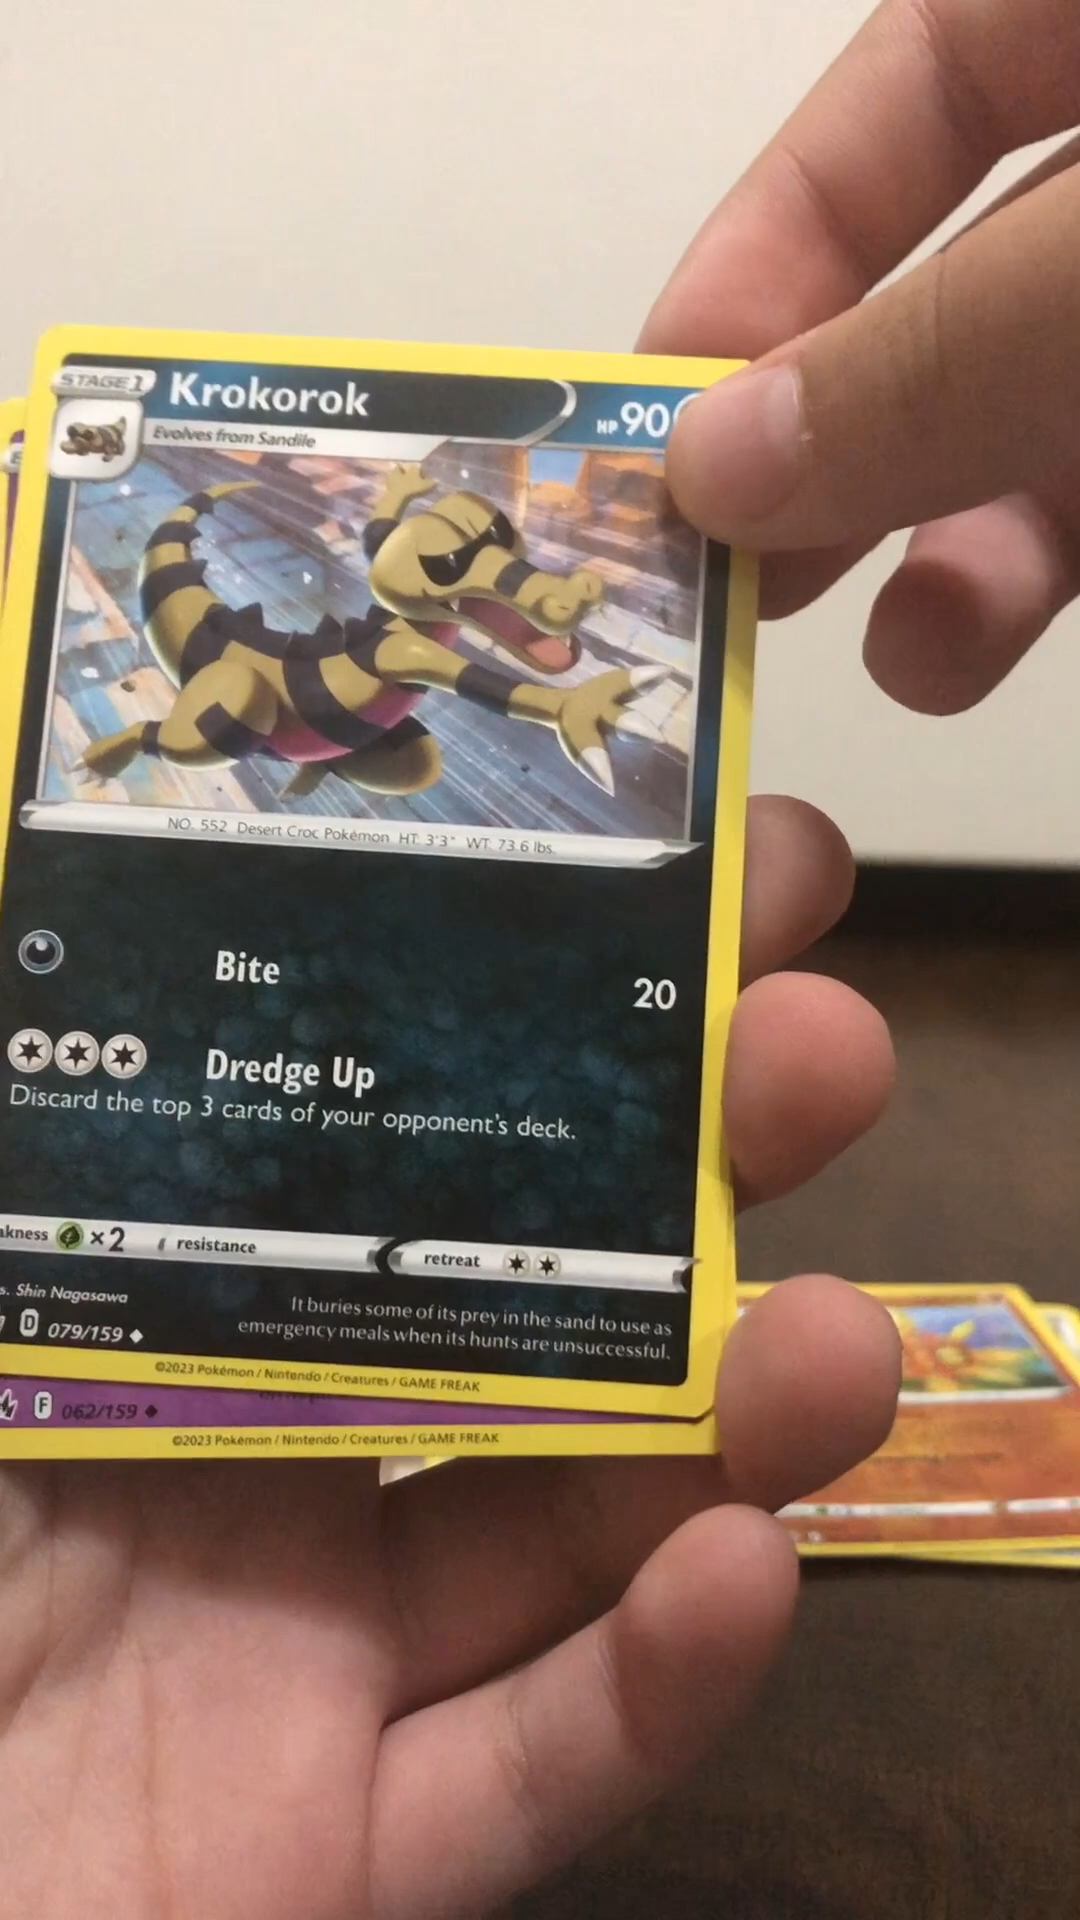 STAGE 1
Krokorok
HP 90
Evolves from Sandile
NO. 552 Desert Croc Pokémon HT: 3'3" WT: 73.6 lbs.
Bite
20
Dredge Up
Discard the top 3 cards of your opponent's deck.
akness ×2 resistance retreat
s. Shin Nagasawa
It buries some of its prey in the sand to use as
emergency meals when its hunts are unsuccessful.
D 079/159
©2023 Pokémon / Nintendo / Creatures / GAME FREAK
F 062/159
©2023 Pokémon / Nintendo / Creatures / GAME FREAK